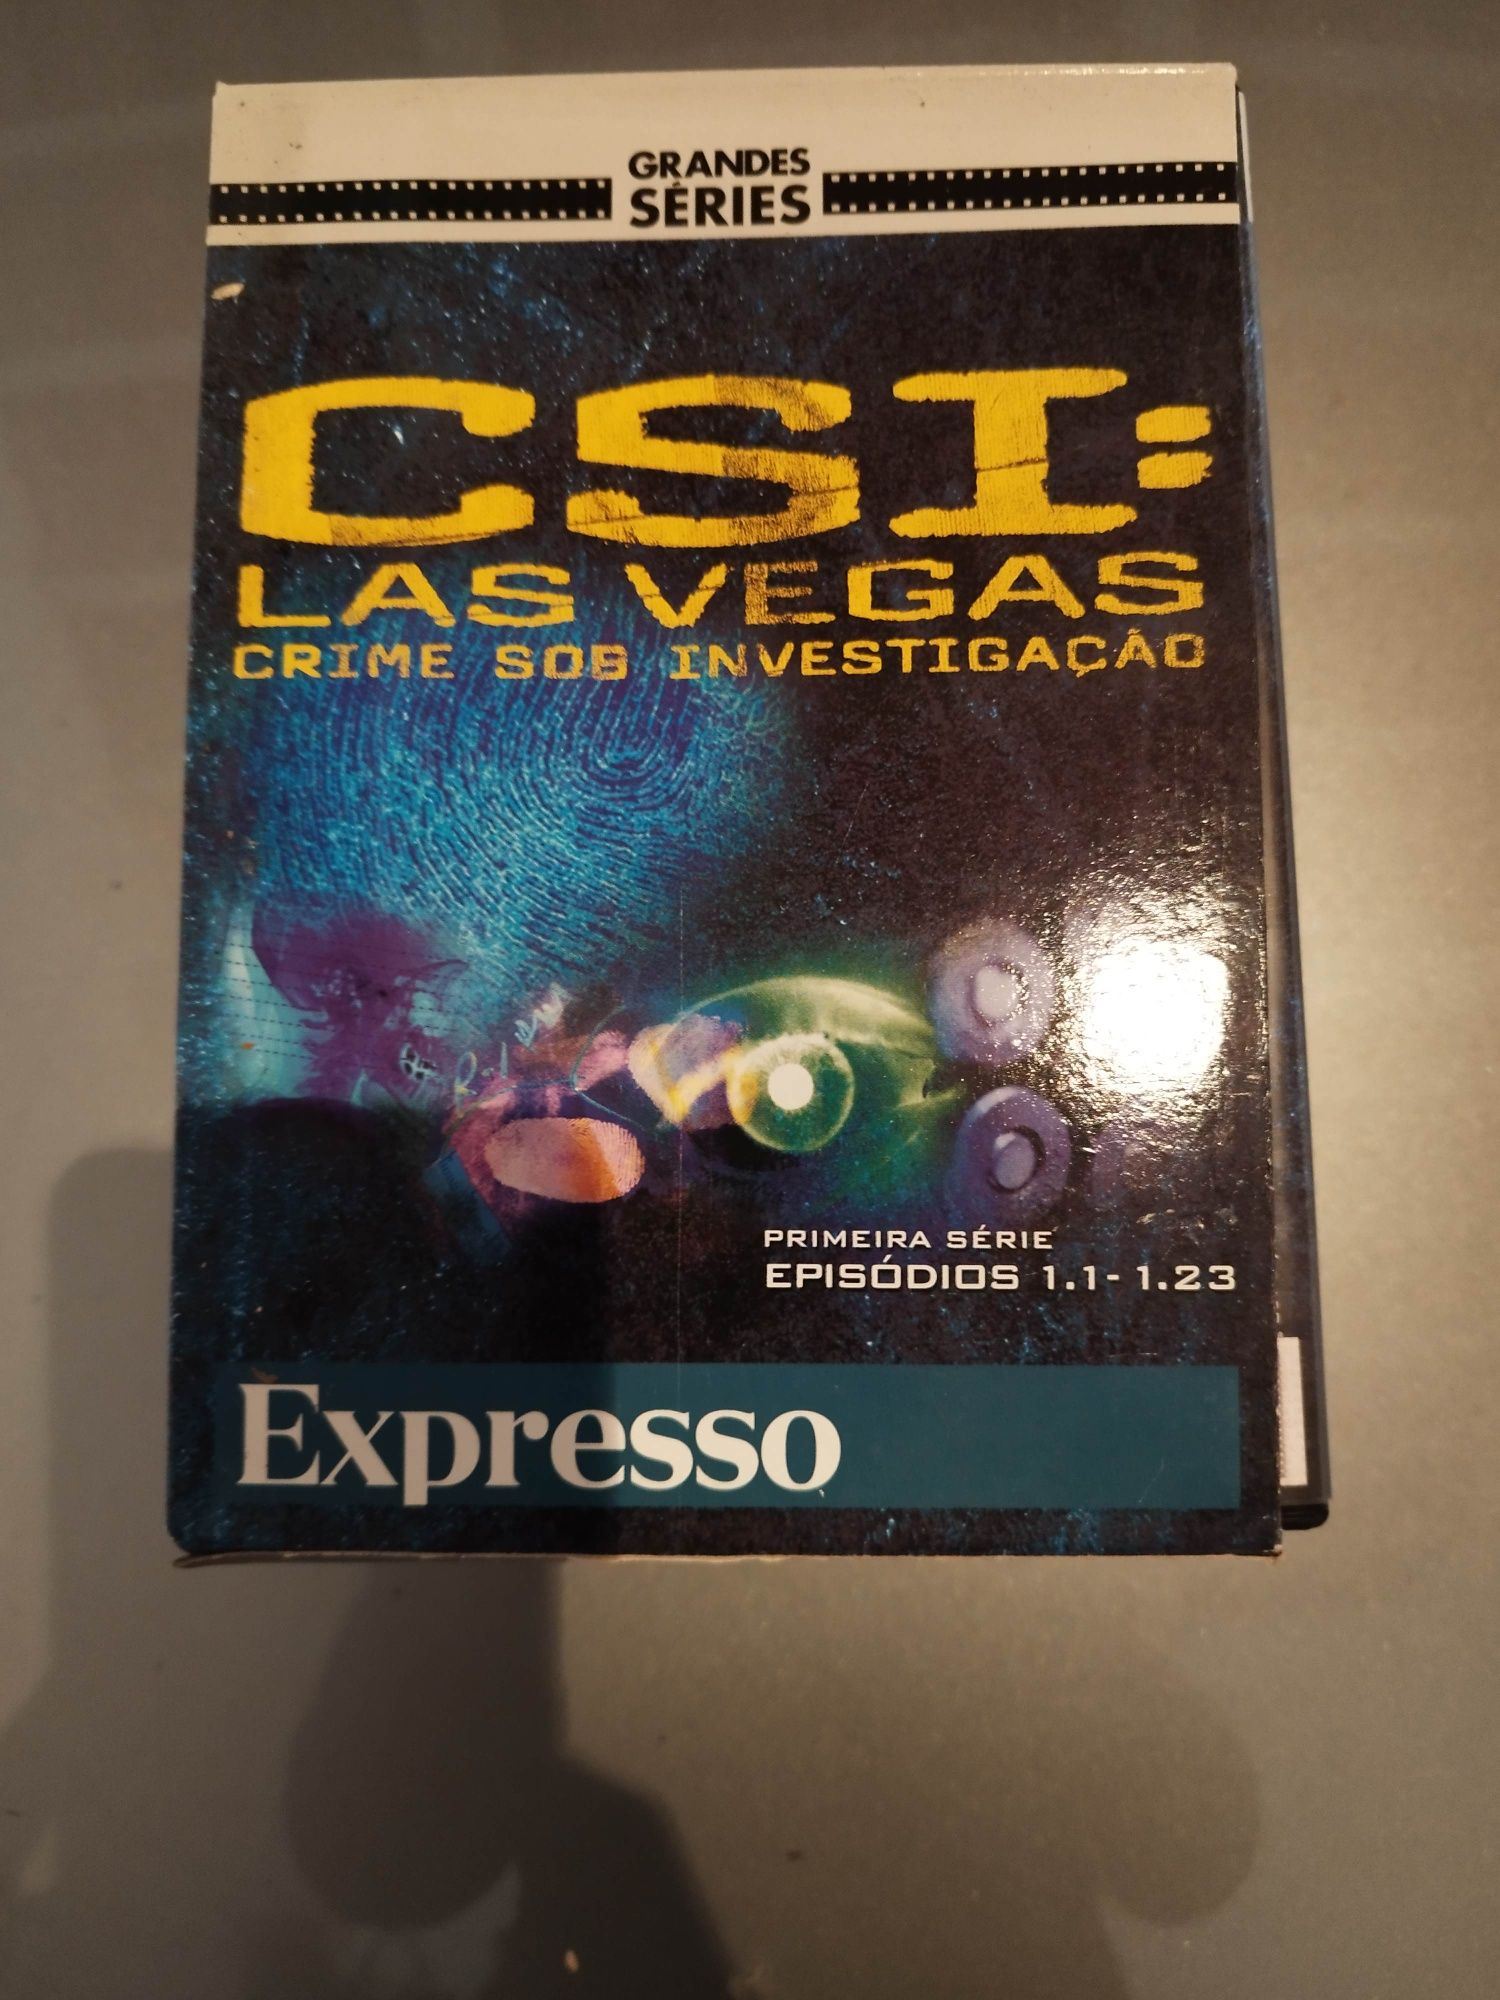 GRANDES
SÉRIES
CSI:
LAS VEGAS
CRIME SOB INVESTIGAÇÃO
PRIMEIRA SÉRIE
EPISÓDIOS 1.1- 1.23
Expresso